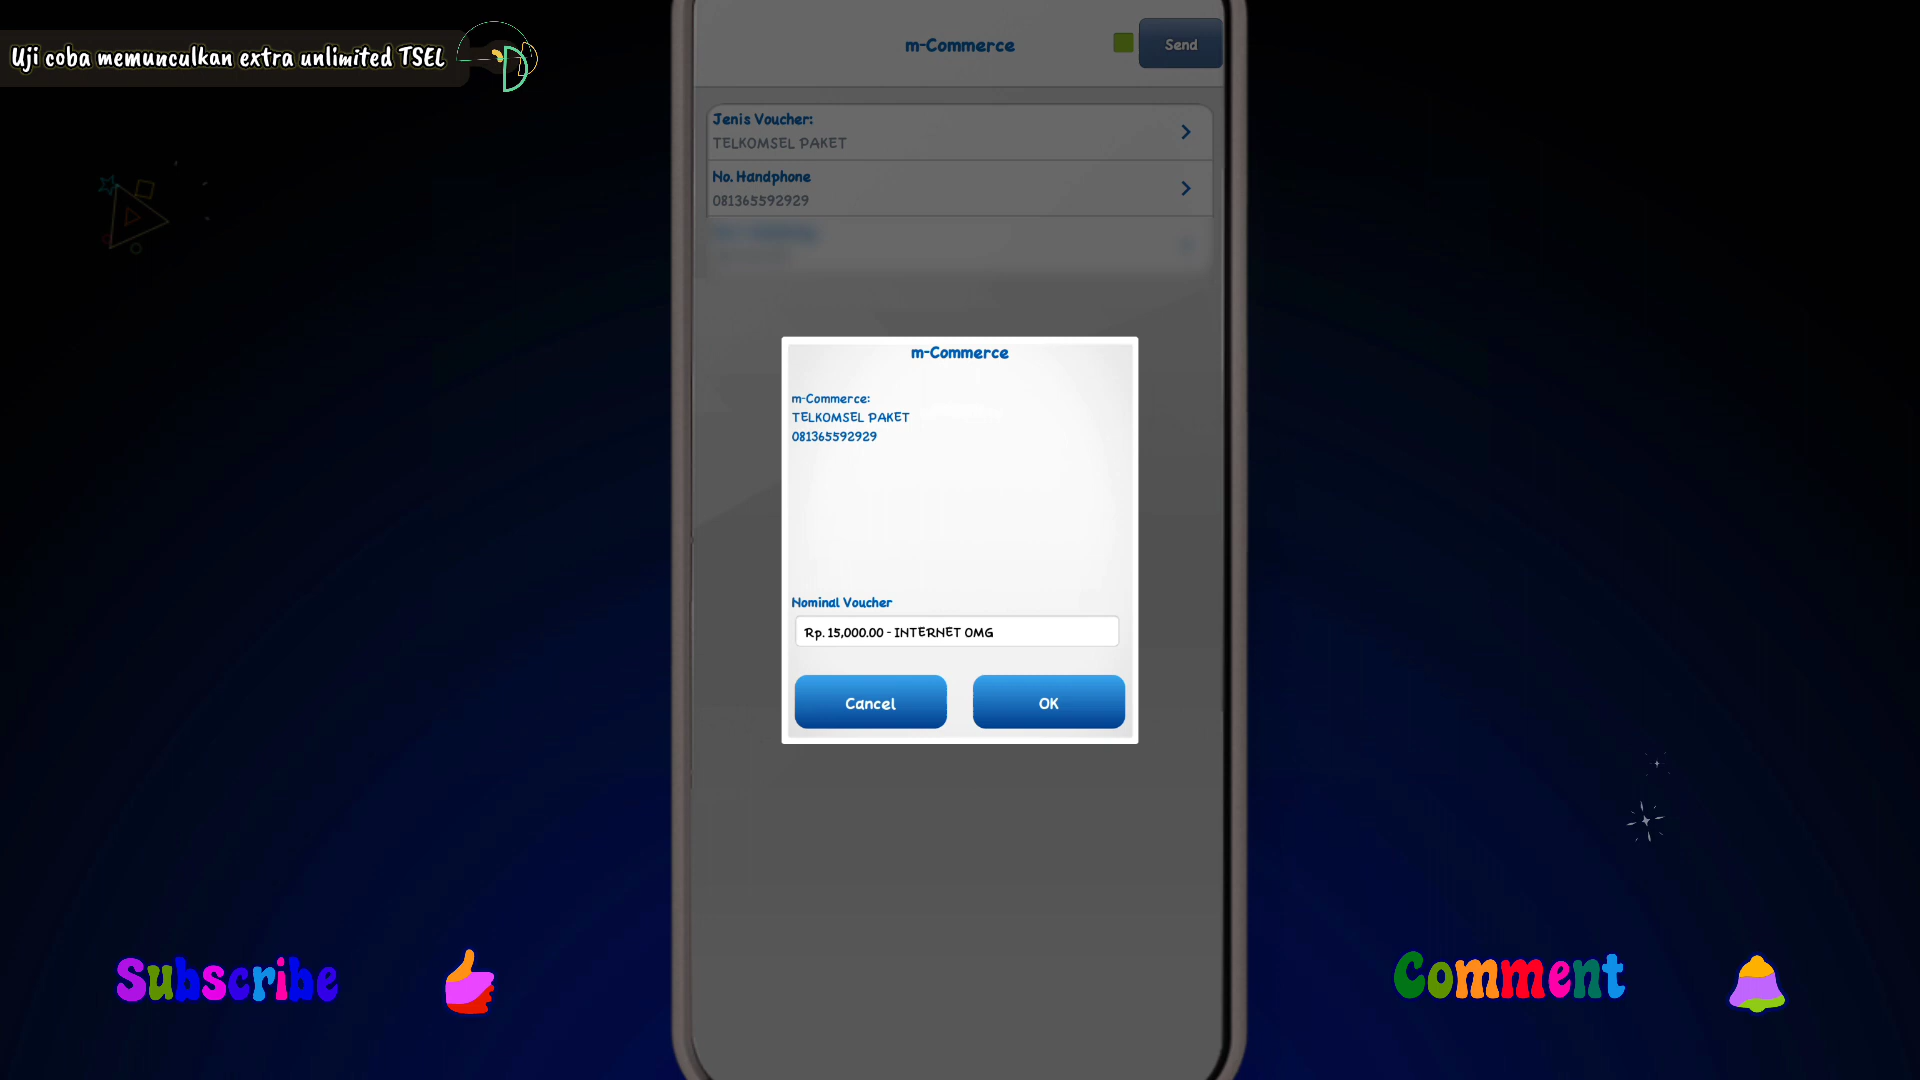 Uji coba memunculkan extra unlimited TSEL
m-Commerce
Send
Jenis Voucher:
TELKOMSEL PAKET
No. Handphone
081365592929
m-Commerce
m-Commerce:
TELKOMSEL PAKET
081365592929
Nominal Voucher
Rp. 15,000.00 - INTERNET OMG
Cancel
OK
Subscribe
Comment